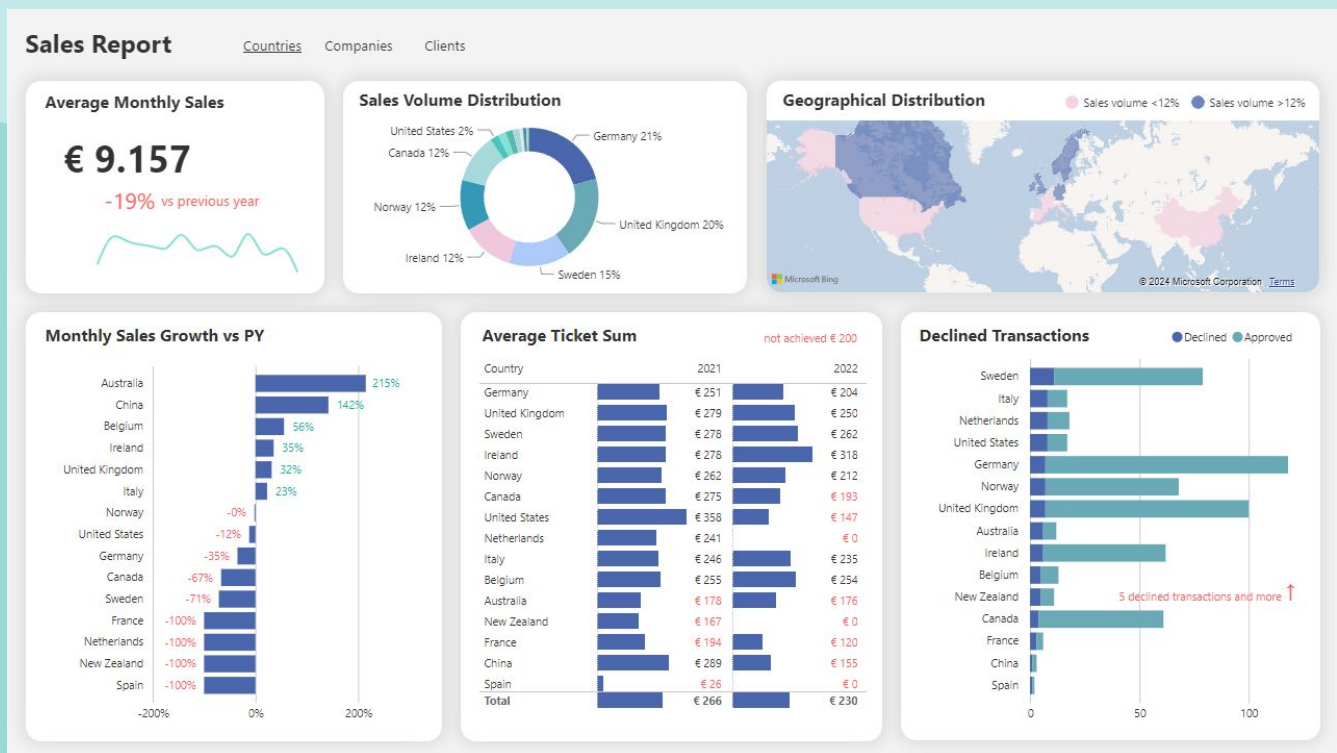 Sales Report
Countries Companies Clients
Average Monthly Sales
€ 9.157
-19% vs previous year
Sales Volume Distribution
United States 2%
Germany 21%
Canada 12%
Norway 12%
United Kingdom 20%
Ireland 12%
Sweden 15%
Geographical Distribution
Sales volume <12% Sales volume >12%
Microsoft Bing
© 2024 Microsoft Corporation Terms
Monthly Sales Growth vs PY
Australia 215%
China 142%
Belgium 56%
Ireland 35%
United Kingdom 32%
Italy 23%
Norway -0%
United States -12%
Germany -35%
Canada -67%
Sweden -71%
France -100%
Netherlands -100%
New Zealand -100%
Spain -100%
-200% 0% 200%
Average Ticket Sum
not achieved € 200
Country 2021 2022
Germany € 251 € 204
United Kingdom € 279 € 250
Sweden € 278 € 262
Ireland € 278 € 318
Norway € 262 € 212
Canada € 275 € 193
United States € 358 € 147
Netherlands € 241 € 0
Italy € 246 € 235
Belgium € 255 € 254
Australia € 178 € 176
New Zealand € 167 € 0
France € 194 € 120
China € 289 € 155
Spain € 26 € 0
Total € 266 € 230
Declined Transactions
Declined Approved
Sweden
Italy
Netherlands
United States
Germany
Norway
United Kingdom
Australia
Ireland
Belgium
New Zealand 5 declined transactions and more ↑
Canada
France
China
Spain
0 50 100